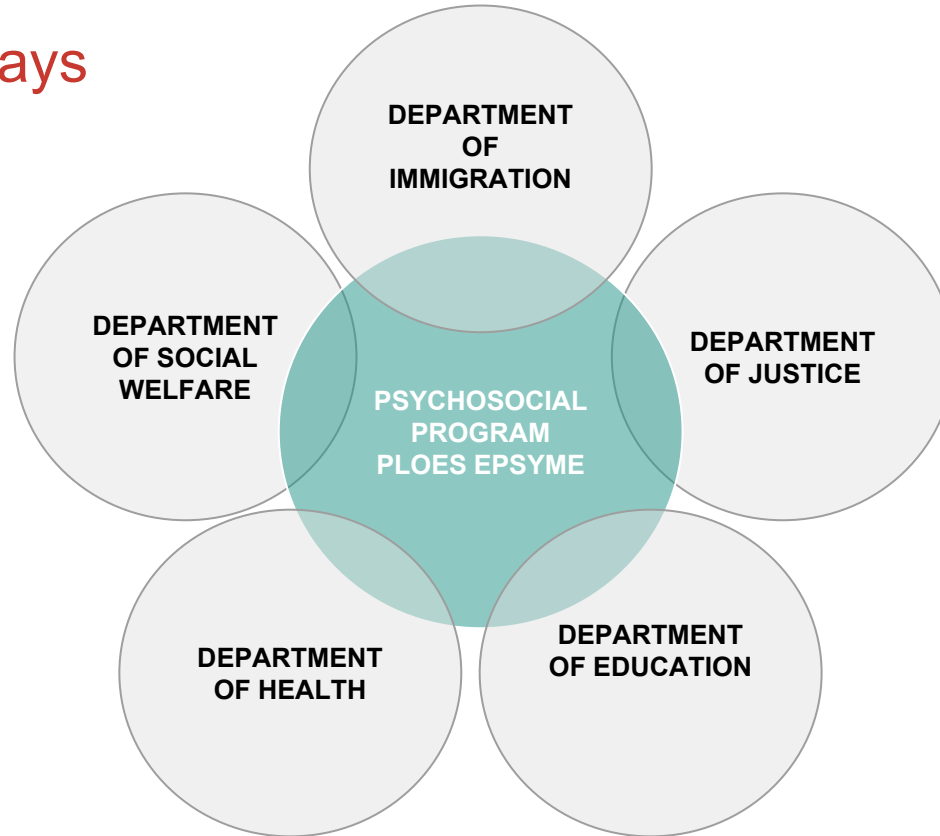 ays
DEPARTMENT
OF
IMMIGRATION
DEPARTMENT
OF SOCIAL
WELFARE
DEPARTMENT
OF JUSTICE
PSYCHOSOCIAL
PROGRAM
PLOES EPSYME
DEPARTMENT
OF HEALTH
DEPARTMENT
OF EDUCATION